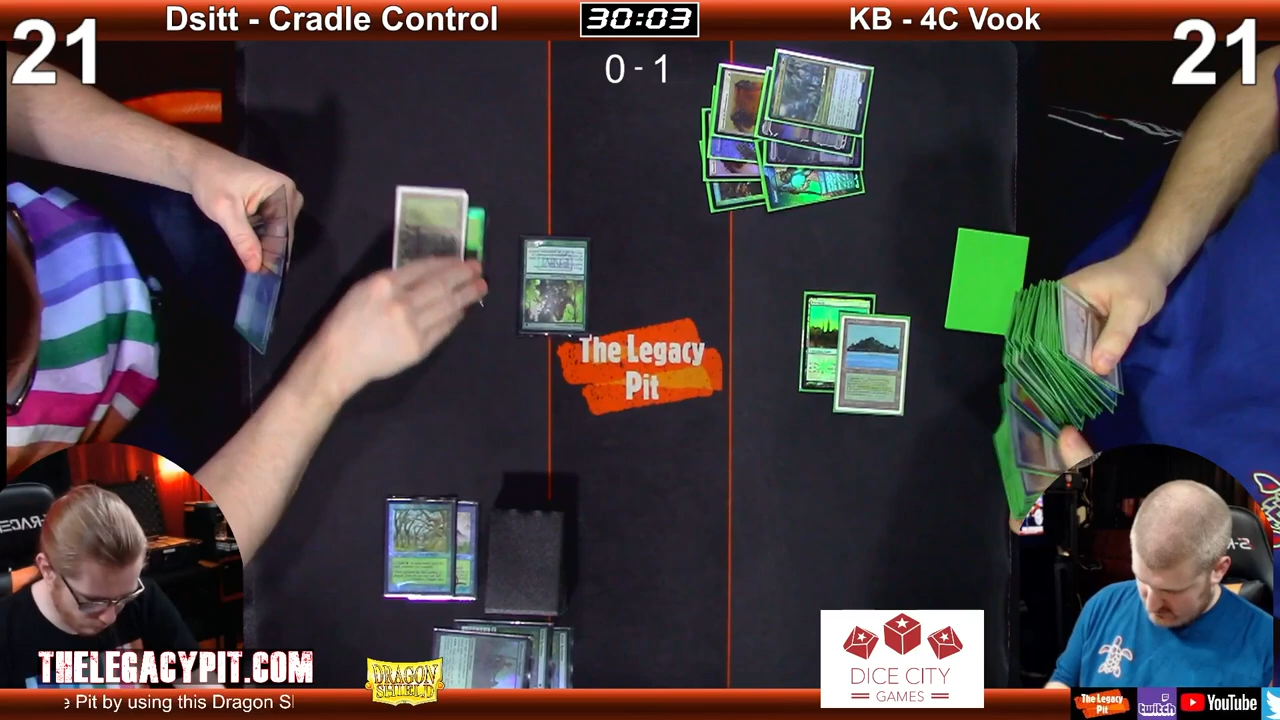 Dsitt - Cradle Control
30:03
KB - 4C Vook
21
21
0 - 1
The Legacy
Pit
THELEGACYPIT.COM
DRAGON
SHIELD
DICE CITY
GAMES
Pit by using this Dragon S
The Legacy
Pit
twitch
YouTube